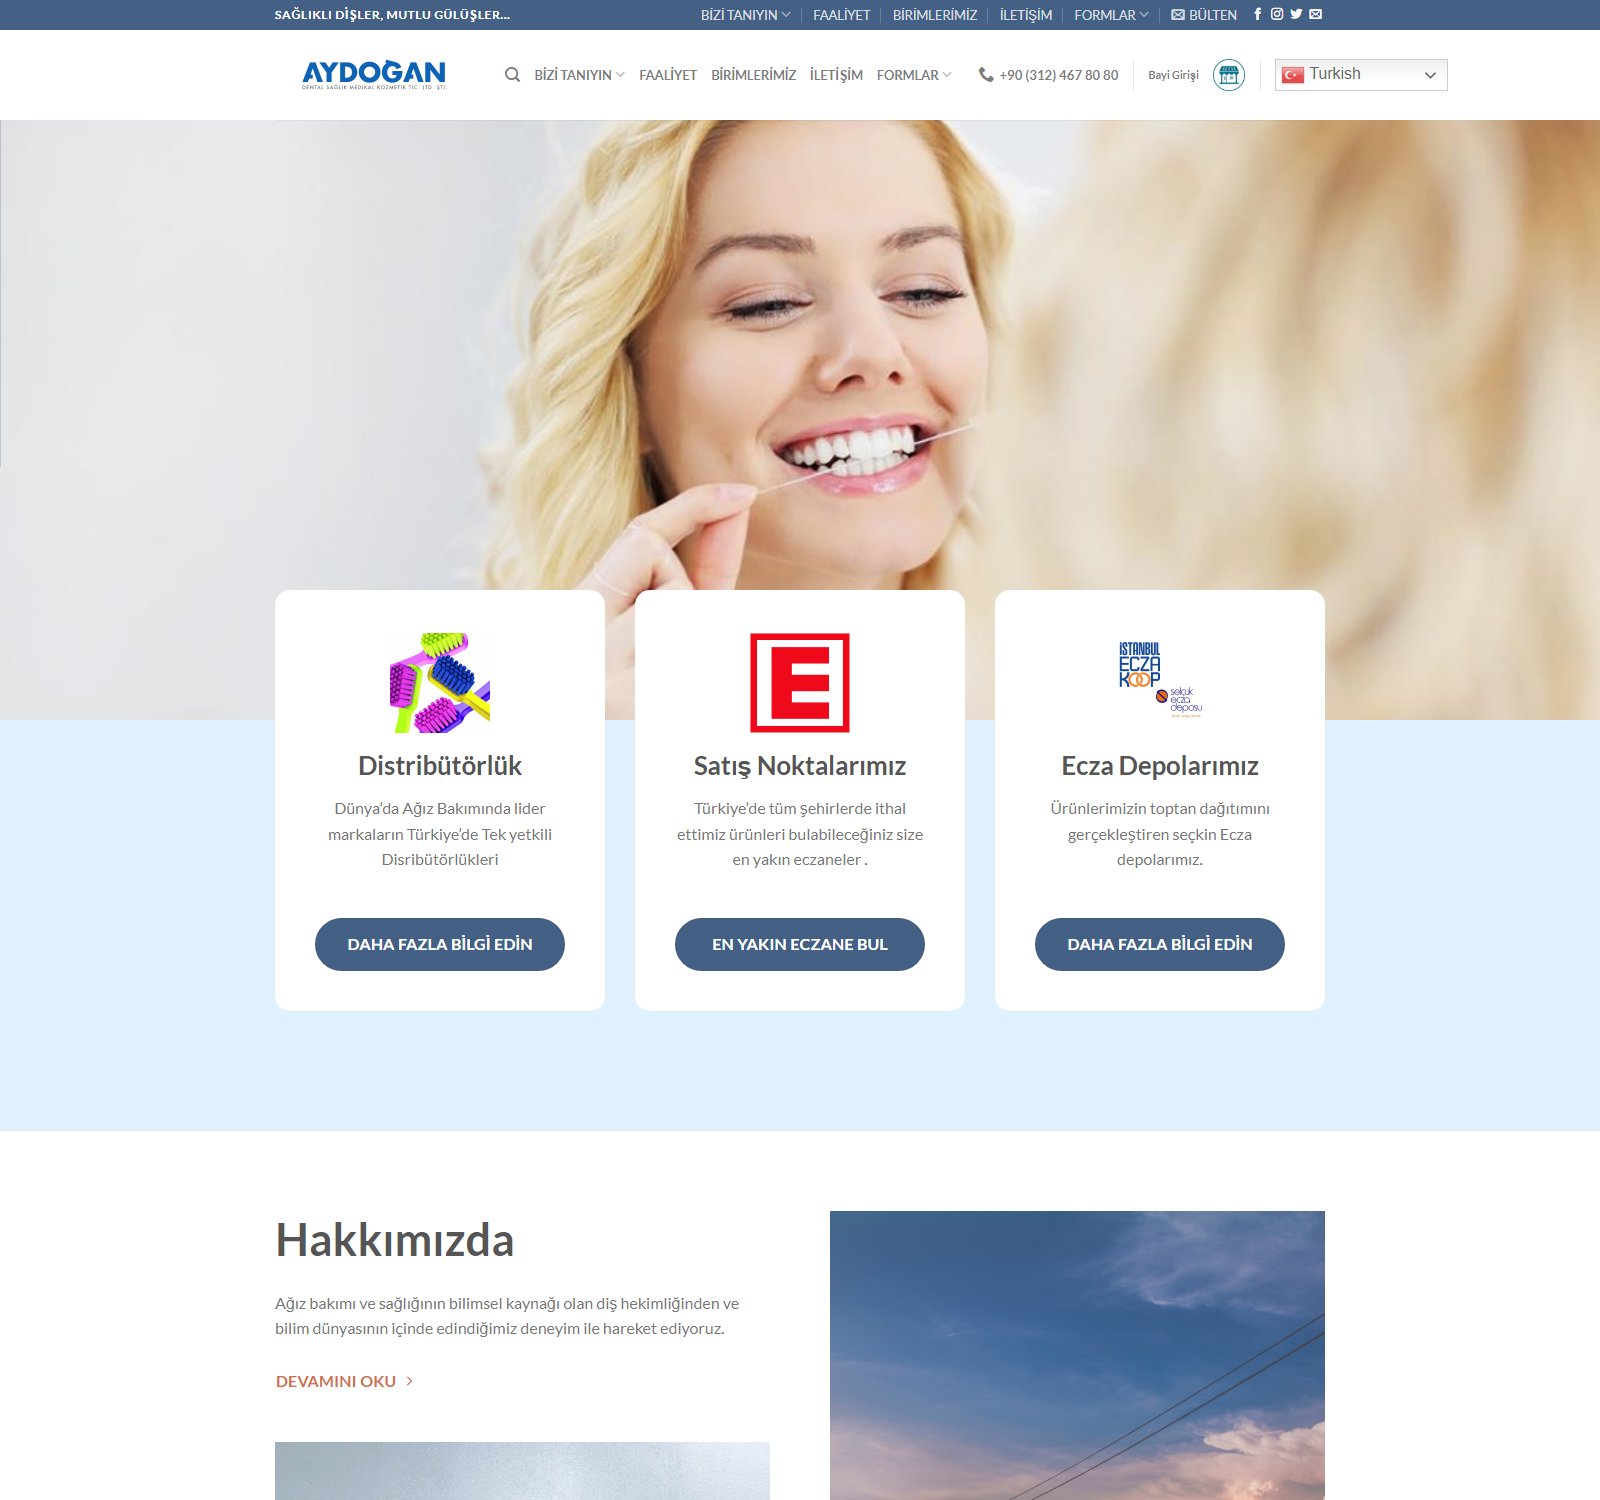 SAĞLIKLI DİŞLER, MUTLU GÜLÜŞLER...
BİZİ TANIYIN
FAALİYET
BİRİMLERİMİZ
İLETİŞİM
FORMLAR
BÜLTEN
AYDOĞAN
DENTAL SAĞLIK MEDİKAL KOZMETİK TİC. LTD. ŞTİ.
BİZİ TANIYIN
FAALİYET
BİRİMLERİMİZ
İLETİŞİM
FORMLAR
+90 (312) 467 80 80
Bayi Girişi
Turkish
Distribütörlük
Dünya’da Ağız Bakımında lider
markaların Türkiye’de Tek yetkili
Disribütörlükleri
DAHA FAZLA BİLGİ EDİN
E
Satış Noktalarımız
Türkiye’de tüm şehirlerde ithal
ettimiz ürünleri bulabileceğiniz size
en yakın eczaneler .
EN YAKIN ECZANE BUL
İSTANBUL
ECZA
KOOP
selçuk
ecza
deposu
Ecza Depolarımız
Ürünlerimizin toptan dağıtımını
gerçekleştiren seçkin Ecza
depolarımız.
DAHA FAZLA BİLGİ EDİN
Hakkımızda
Ağız bakımı ve sağlığının bilimsel kaynağı olan diş hekimliğinden ve
bilim dünyasının içinde edindiğimiz deneyim ile hareket ediyoruz.
DEVAMINI OKU